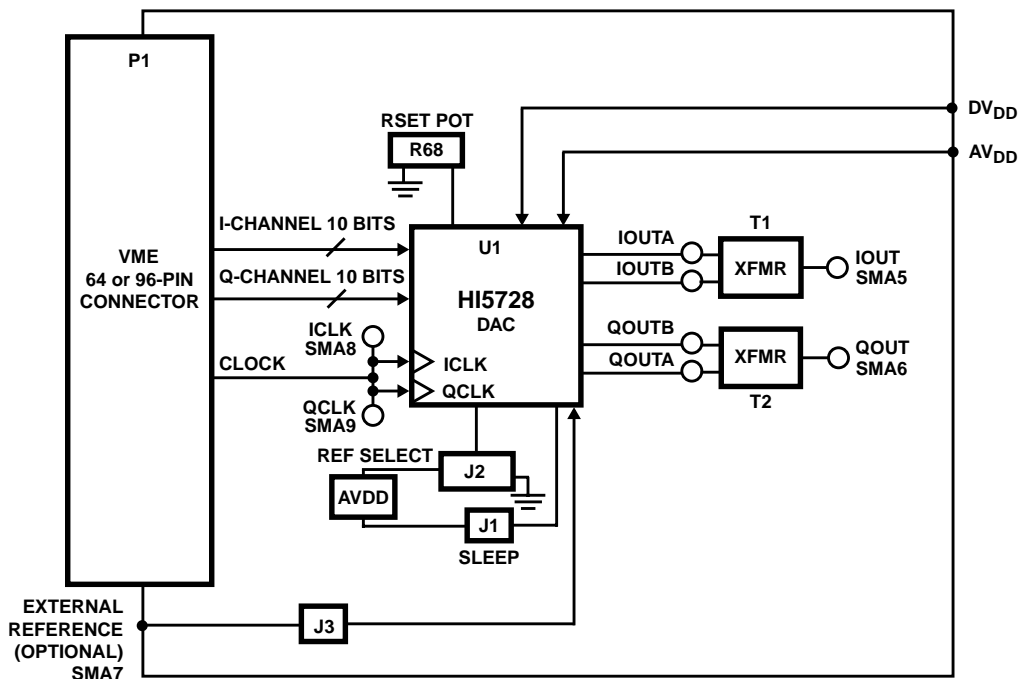 P1
VME
64 or 96-PIN
CONNECTOR
RSET POT
R68
I-CHANNEL 10 BITS
Q-CHANNEL 10 BITS
ICLK
SMA8
CLOCK
QCLK
SMA9
U1
HI5728
DAC
ICLK
QCLK
DVDD
AVDD
IOUTA
IOUTB
QOUTB
QOUTA
T1
XFMR
IOUT
SMA5
XFMR
T2
QOUT
SMA6
REF SELECT
J2
AVDD
J1
SLEEP
J3
EXTERNAL
REFERENCE
(OPTIONAL)
SMA7